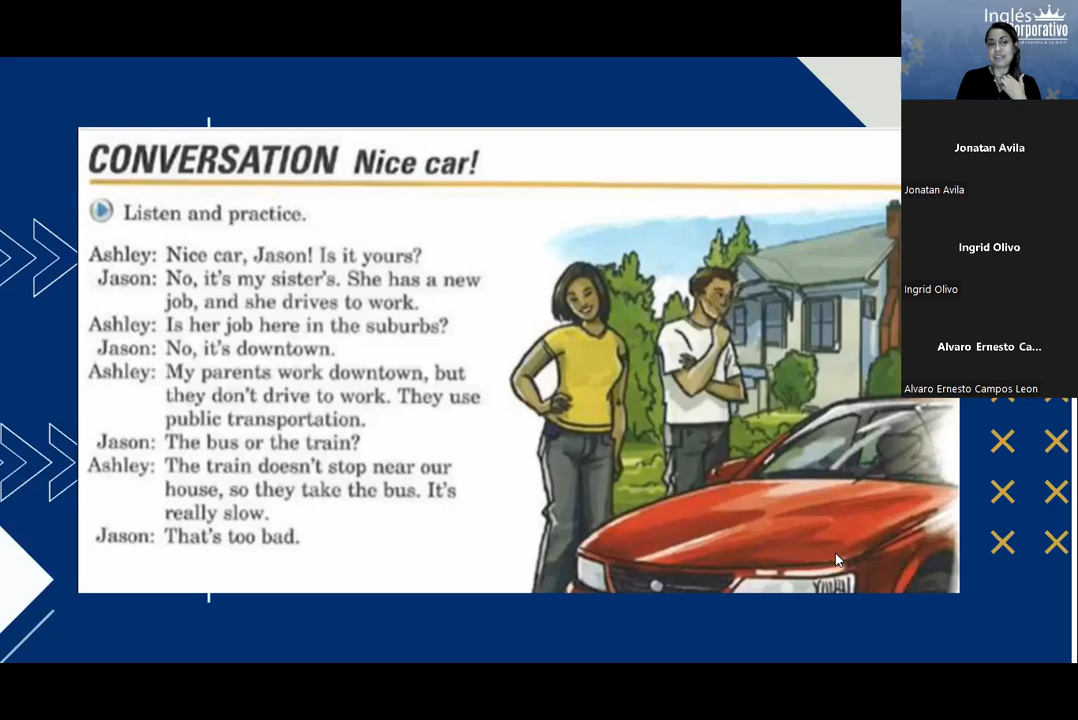 Inglés
Corporativo
Jonatan Avila
Jonatan Avila
Ingrid Olivo
Ingrid Olivo
Alvaro Ernesto Ca...
Alvaro Ernesto Campos Leon
CONVERSATION Nice car!
Listen and practice.
Ashley: Nice car, Jason! Is it yours?
Jason: No, it's my sister's. She has a new
job, and she drives to work.
Ashley: Is her job here in the suburbs?
Jason: No, it's downtown.
Ashley: My parents work downtown, but
they don't drive to work. They use
public transportation.
Jason: The bus or the train?
Ashley: The train doesn't stop near our
house, so they take the bus. It's
really slow.
Jason: That's too bad.